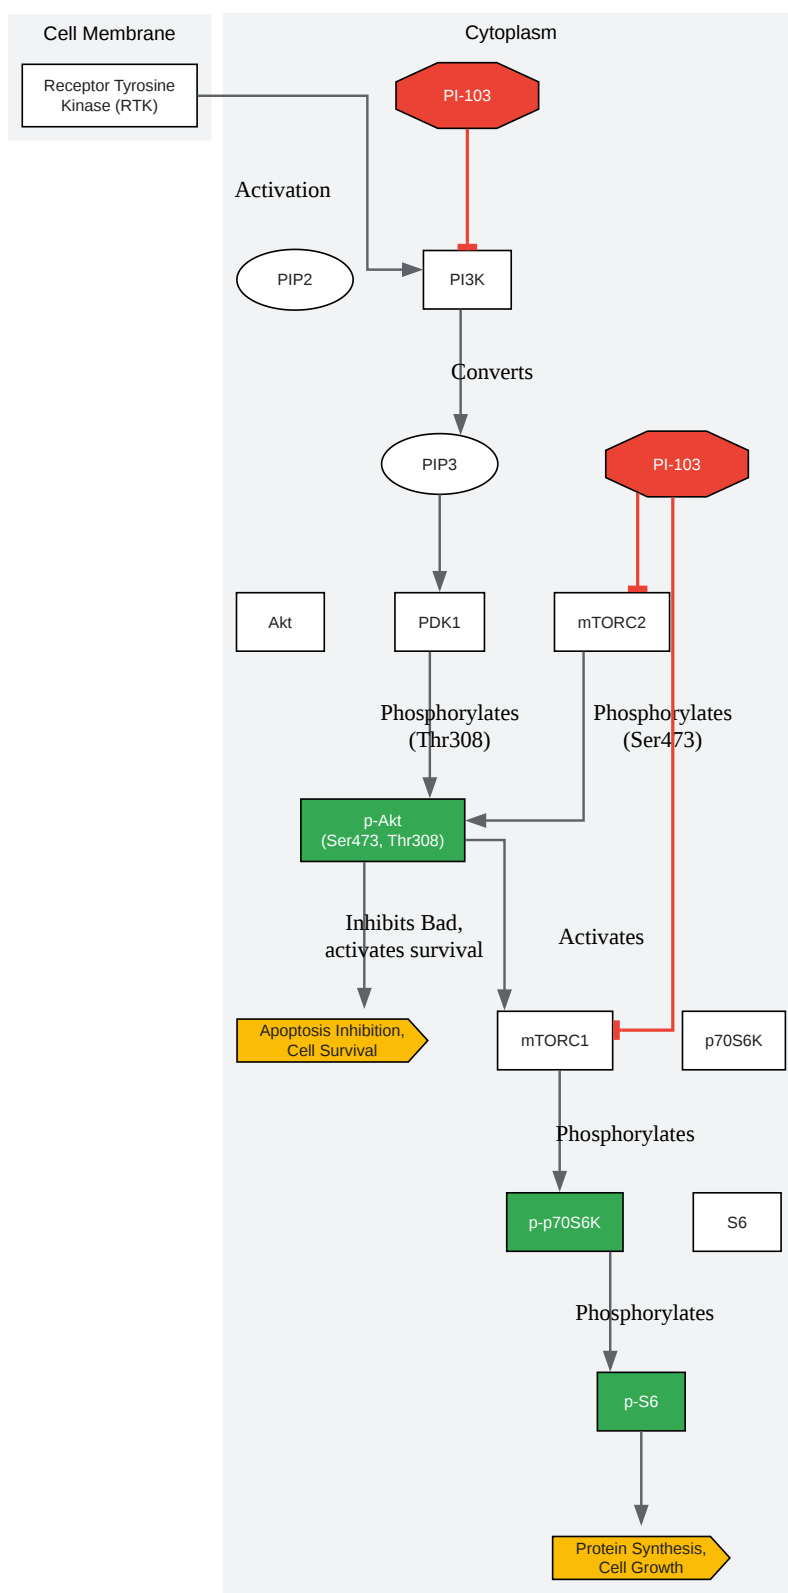 Cell Membrane
Cytoplasm
Receptor Tyrosine
Kinase (RTK)
PI-103
Activation
PIP2
PI3K
Converts
PIP3
PI-103
Akt
PDK1
mTORC2
Phosphorylates
(Thr308)
Phosphorylates
(Ser473)
p-Akt
(Ser473, Thr308)
Inhibits Bad,
activates survival
Activates
Apoptosis Inhibition,
Cell Survival
mTORC1
p70S6K
Phosphorylates
p-p70S6K
S6
Phosphorylates
p-S6
Protein Synthesis,
Cell Growth